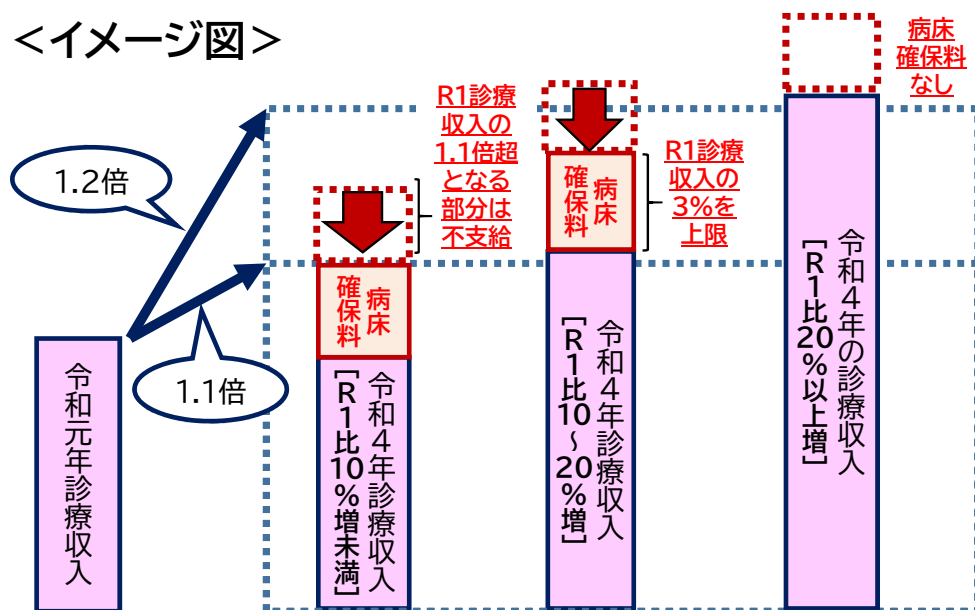 ＜イメージ図＞
1.2倍
1.1倍
令和元年診療収入
R1診療
収入の
1.1倍超
となる
部分は
不支給
病床
確保料
令和４年診療収入
［R１比10％増未満］
R1診療
収入の
3%を
上限
病床
確保料
令和４年診療収入
［R１比10～20％増］
病床
確保料
なし
令和４年の診療収入
［R１比20％以上増］